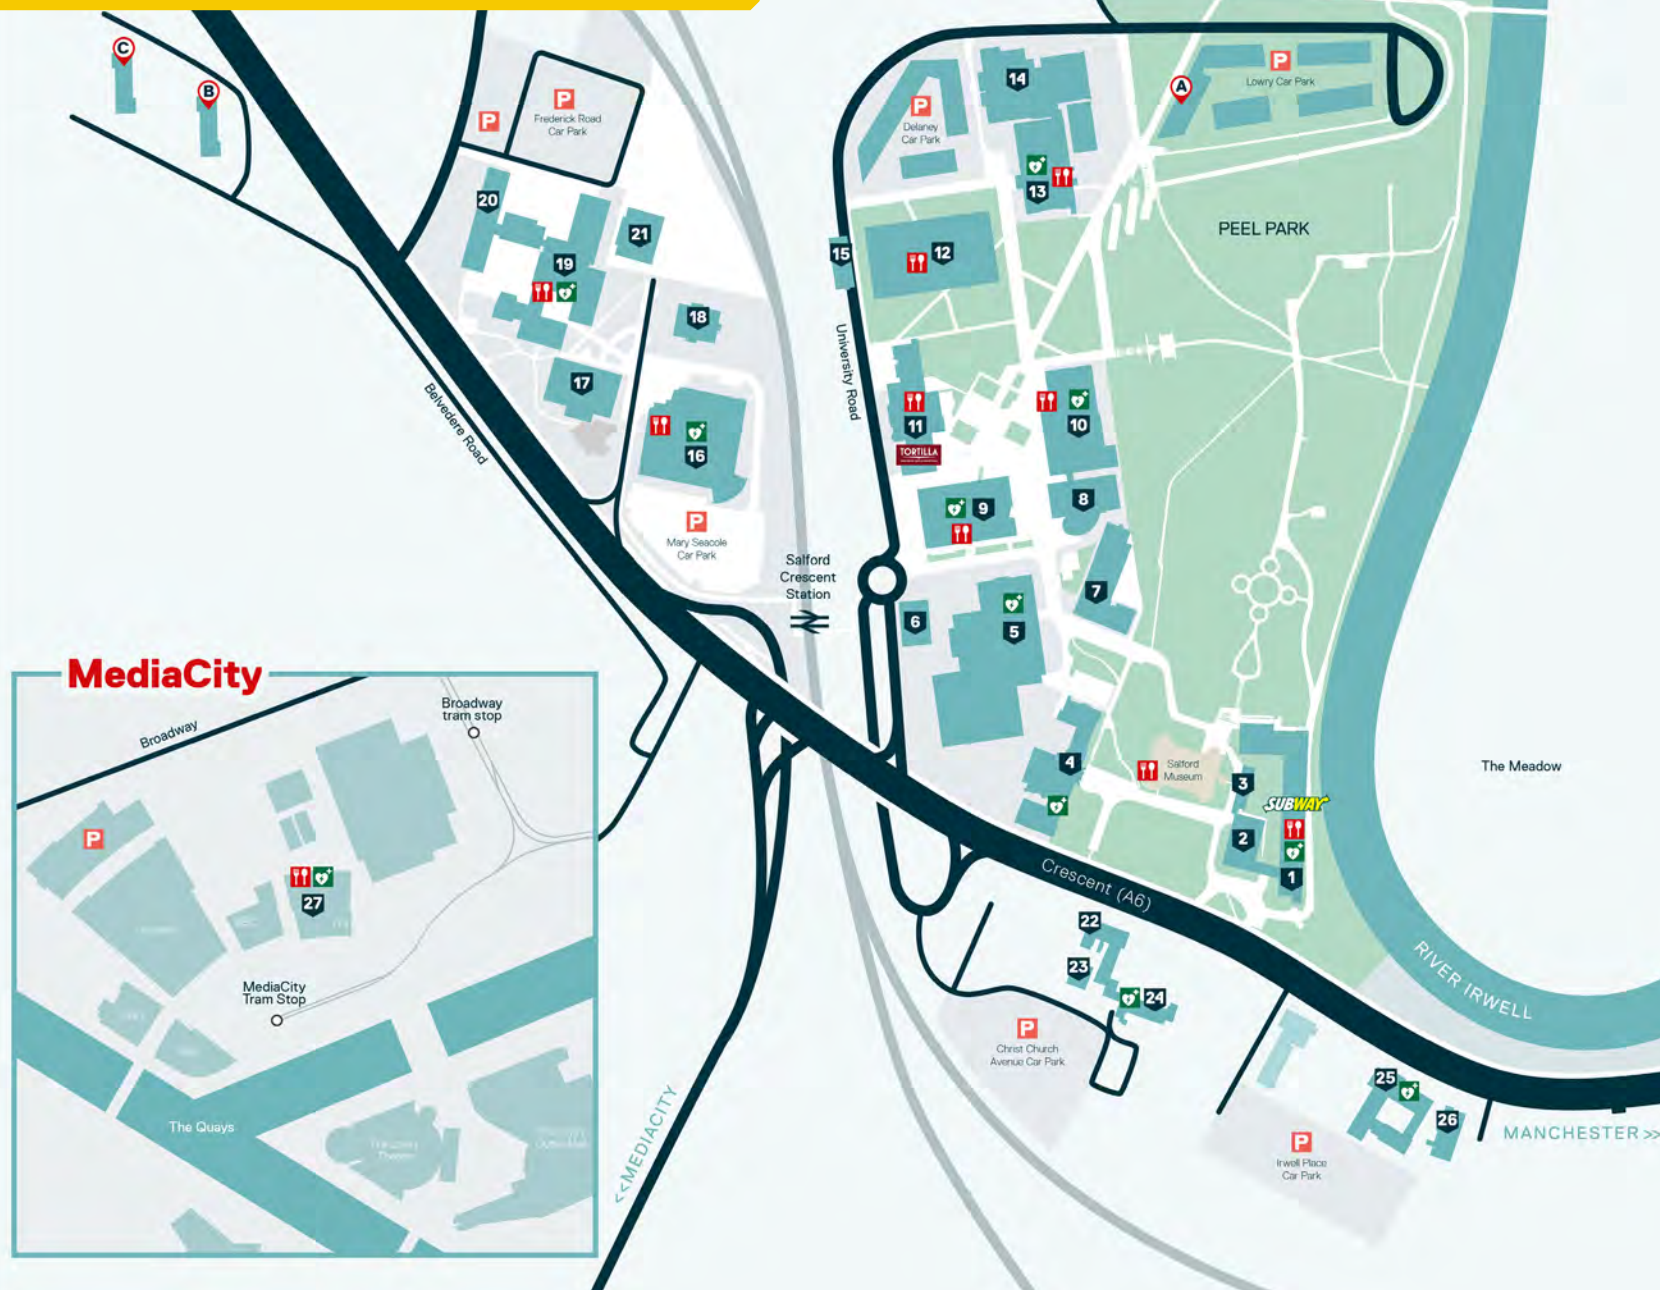 C
B
P
P
Frederick Road
Car Park
20
21
19
18
17
16
P
Mary Seacole
Car Park
Belvedere Road
P
Delaney
Car Park
14
13
15
12
University Road
11
TORTILLA
10
9
8
7
6
5
4
A
P
Lowry Car Park
PEEL PARK
Salford
Crescent
Station
Salford
Museum
3
SUBWAY
2
1
The Meadow
Crescent (A6)
RIVER IRWELL
22
23
24
P
Christ Church
Avenue Car Park
25
26
P
Irwell Place
Car Park
MANCHESTER >>
<<MEDIACITY
MediaCity
Broadway
Broadway
tram stop
P
27
MediaCity
Tram Stop
The Quays
Theatre